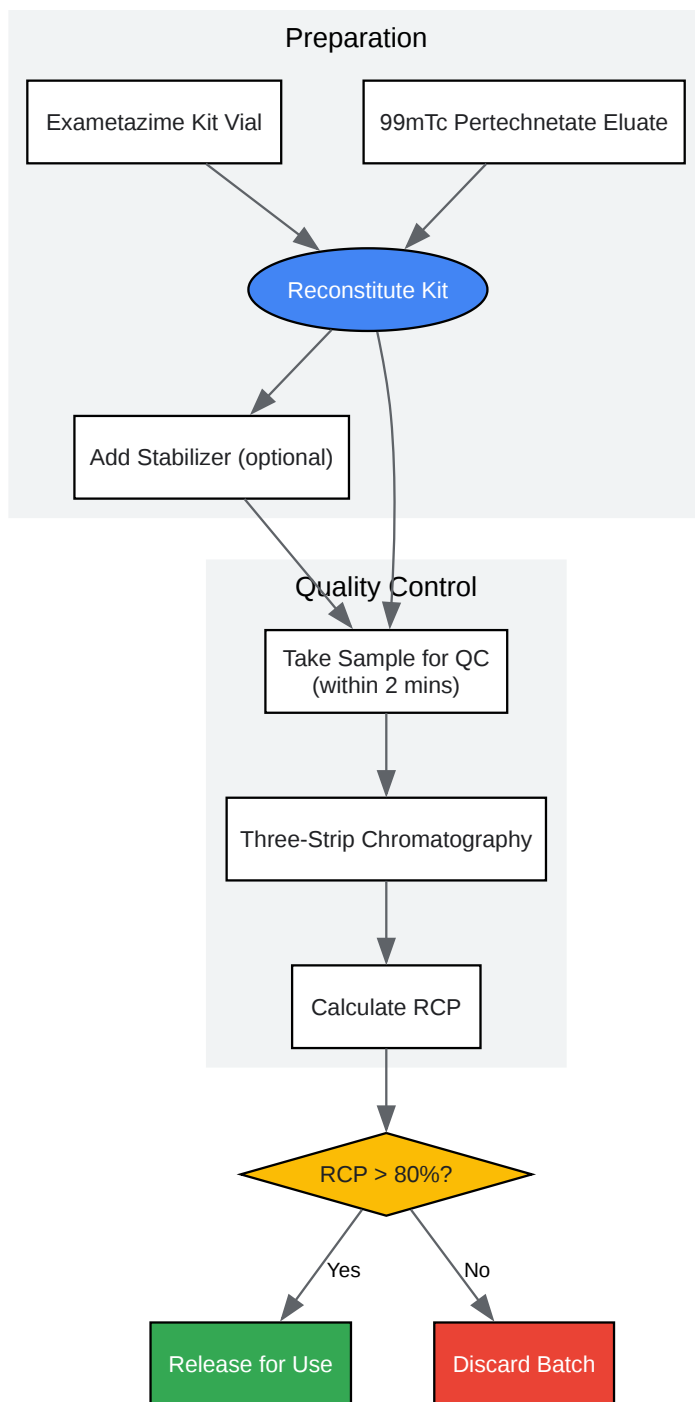 Preparation
Exametazime Kit Vial
99mTc Pertechnetate Eluate
Reconstitute Kit
Add Stabilizer (optional)
Quality Control
Take Sample for QC
(within 2 mins)
Three-Strip Chromatography
Calculate RCP
RCP > 80%?
Yes
No
Release for Use
Discard Batch